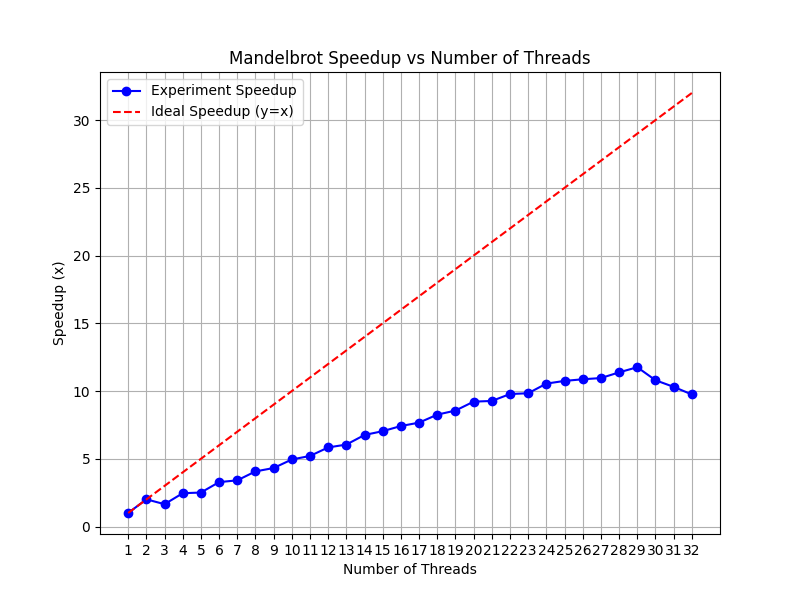 Mandelbrot Speedup vs Number of Threads
Experiment Speedup
Ideal Speedup (y=x)
30
25
20
15
10
5
0
Speedup (x)
1 2 3 4 5 6 7 8 9 10 11 12 13 14 15 16 17 18 19 20 21 22 23 24 25 26 27 28 29 30 31 32
Number of Threads